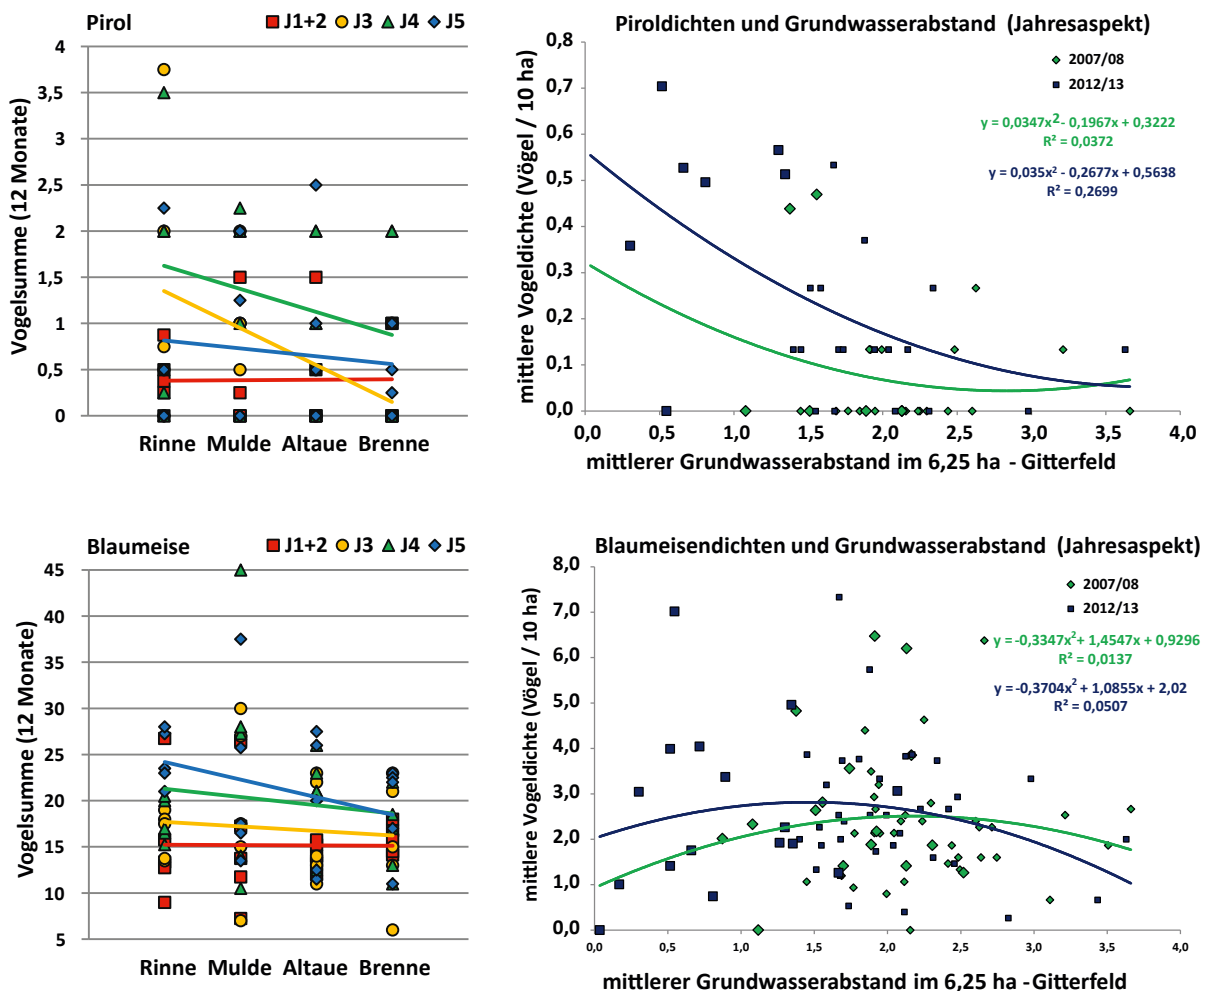 Pirol
J1+2 J3 J4 J5
Vogelsumme (12 Monate)
4
3,5
3
2,5
2
1,5
1
0,5
0
Rinne Mulde Altaue Brenne
Piroldichten und Grundwasserabstand (Jahresaspekt)
mittlere Vogeldichte (Vögel / 10 ha)
0,8
0,7
0,6
0,5
0,4
0,3
0,2
0,1
0,0
2007/08
2012/13
y = 0,0347x² - 0,1967x + 0,3222
R² = 0,0372
y = 0,035x² - 0,2677x + 0,5638
R² = 0,2699
0,0 0,5 1,0 1,5 2,0 2,5 3,0 3,5 4,0
mittlerer Grundwasserabstand im 6,25 ha - Gitterfeld
Blaumeise
J1+2 J3 J4 J5
Vogelsumme (12 Monate)
45
40
35
30
25
20
15
10
5
Rinne Mulde Altaue Brenne
Blaumeisendichten und Grundwasserabstand (Jahresaspekt)
mittlere Vogeldichte (Vögel / 10 ha)
8,0
7,0
6,0
5,0
4,0
3,0
2,0
1,0
0,0
2007/08
2012/13
y = -0,3347x² + 1,4547x + 0,9296
R² = 0,0137
y = -0,3704x² + 1,0855x + 2,02
R² = 0,0507
0,0 0,5 1,0 1,5 2,0 2,5 3,0 3,5 4,0
mittlerer Grundwasserabstand im 6,25 ha - Gitterfeld